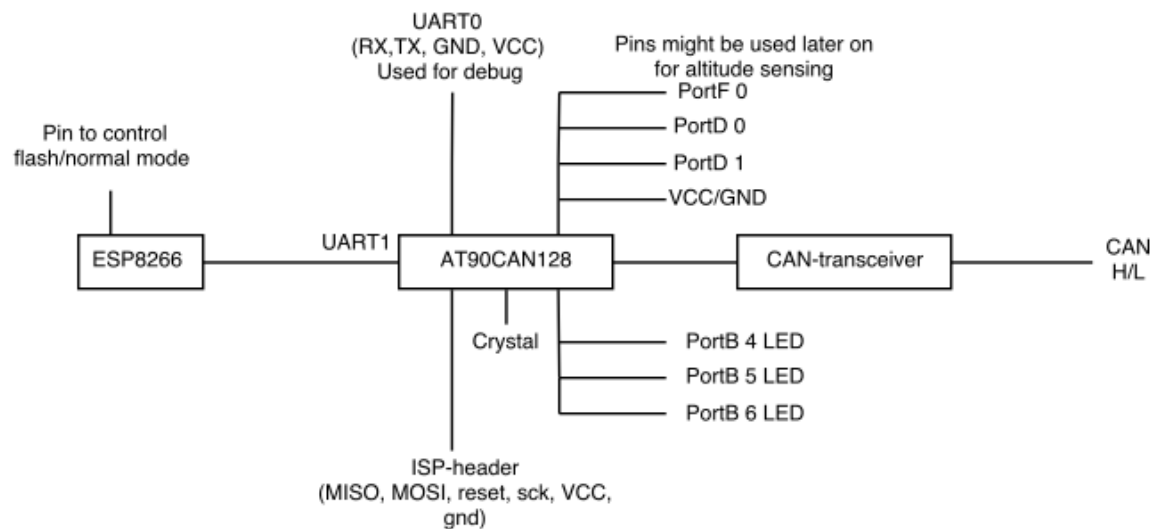 UART0
(RX,TX, GND, VCC)
Used for debug
Pins might be used later on
for altitude sensing
PortF 0
PortD 0
PortD 1
VCC/GND
Pin to control
flash/normal mode
ESP8266
UART1
AT90CAN128
CAN-transceiver
CAN
H/L
Crystal
PortB 4 LED
PortB 5 LED
PortB 6 LED
ISP-header
(MISO, MOSI, reset, sck, VCC,
gnd)